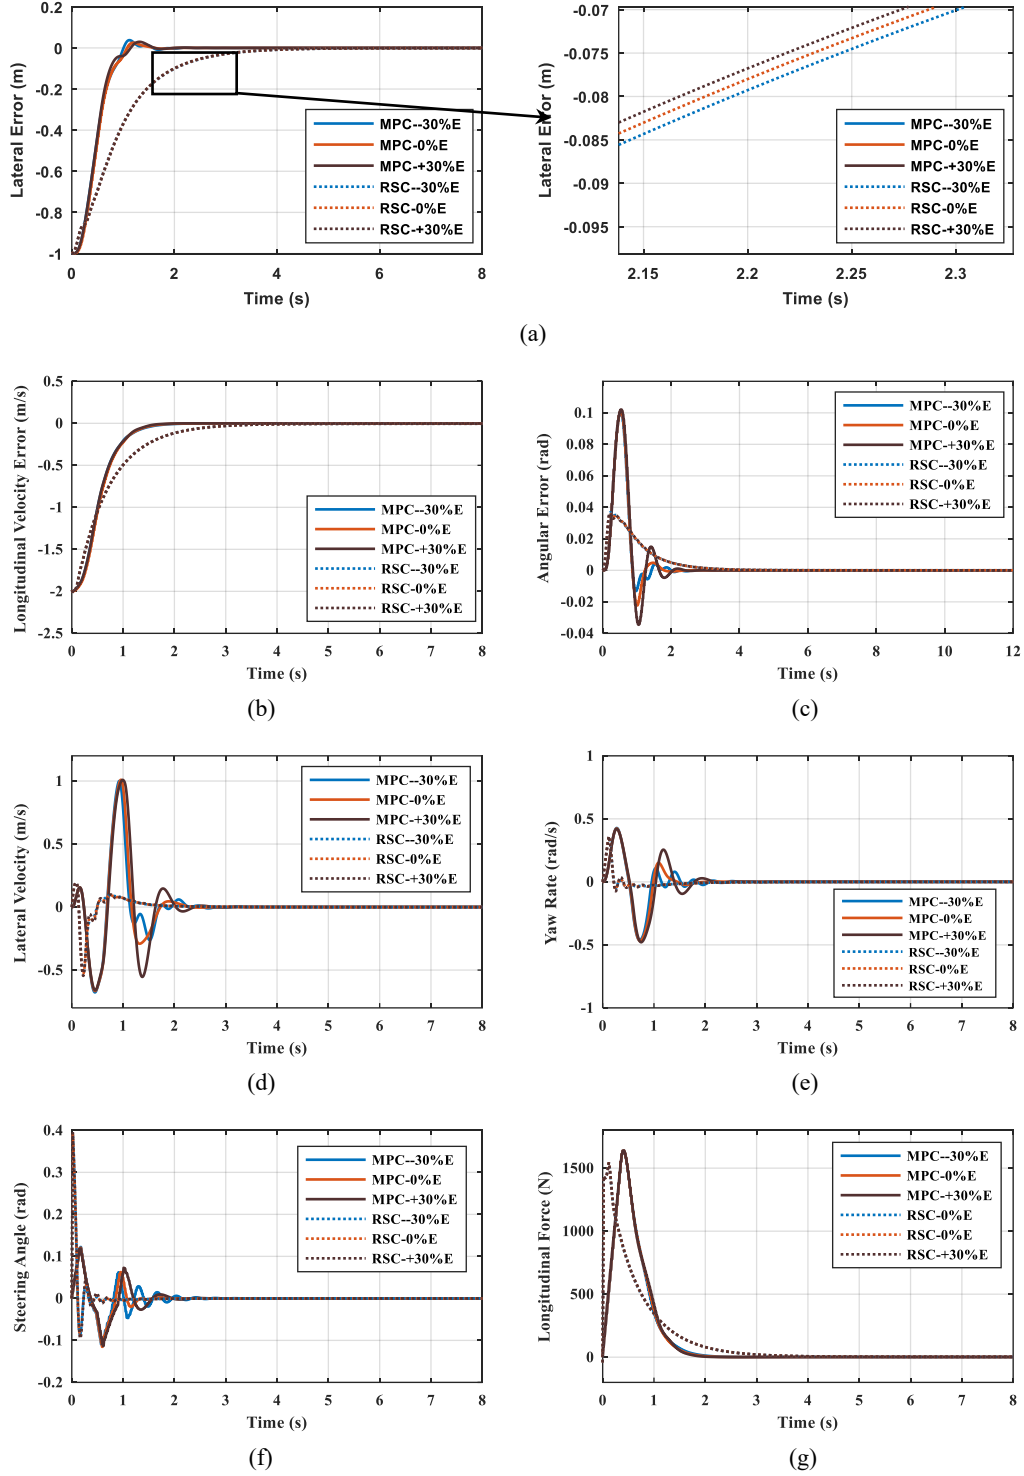 0.2
0
-0.2
-0.4
-0.6
-0.8
-1
Lateral Error (m)
MPC--30%E
MPC-0%E
MPC-+30%E
RSC--30%E
RSC-0%E
RSC-+30%E
0 2 4 6 8
Time (s)
-0.07
-0.075
-0.08
-0.085
-0.09
-0.095
Lateral Error (m)
MPC--30%E
MPC-0%E
MPC-+30%E
RSC--30%E
RSC-0%E
RSC-+30%E
2.15 2.2 2.25 2.3
Time (s)
(a)
0.5
0
-0.5
-1
-1.5
-2
-2.5
Longitudinal Velocity Error (m/s)
MPC--30%E
MPC-0%E
MPC-+30%E
RSC--30%E
RSC-0%E
RSC-+30%E
0 1 2 3 4 5 6 7 8
Time (s)
(b)
0.1
0.08
0.06
0.04
0.02
0
-0.02
-0.04
Angular Error (rad)
MPC--30%E
MPC-0%E
MPC-+30%E
RSC--30%E
RSC-0%E
RSC-+30%E
0 2 4 6 8 10 12
Time (s)
(c)
1
0.5
0
-0.5
Lateral Velocity (m/s)
MPC--30%E
MPC-0%E
MPC-+30%E
RSC--30%E
RSC-0%E
RSC-+30%E
0 1 2 3 4 5 6 7 8
Time (s)
(d)
1
0.5
0
-0.5
-1
Yaw Rate (rad/s)
MPC--30%E
MPC-0%E
MPC-+30%E
RSC--30%E
RSC-0%E
RSC-+30%E
0 1 2 3 4 5 6 7 8
Time (s)
(e)
0.4
0.3
0.2
0.1
0
-0.1
-0.2
Steering Angle (rad)
MPC--30%E
MPC-0%E
MPC-+30%E
RSC--30%E
RSC-0%E
RSC-+30%E
0 1 2 3 4 5 6 7 8
Time (s)
(f)
1500
1000
500
0
Longitudinal Force (N)
MPC--30%E
MPC-0%E
MPC-+30%E
RSC-0%E
RSC-0%E
RSC-+30%E
0 1 2 3 4 5 6 7 8
Time (s)
(g)